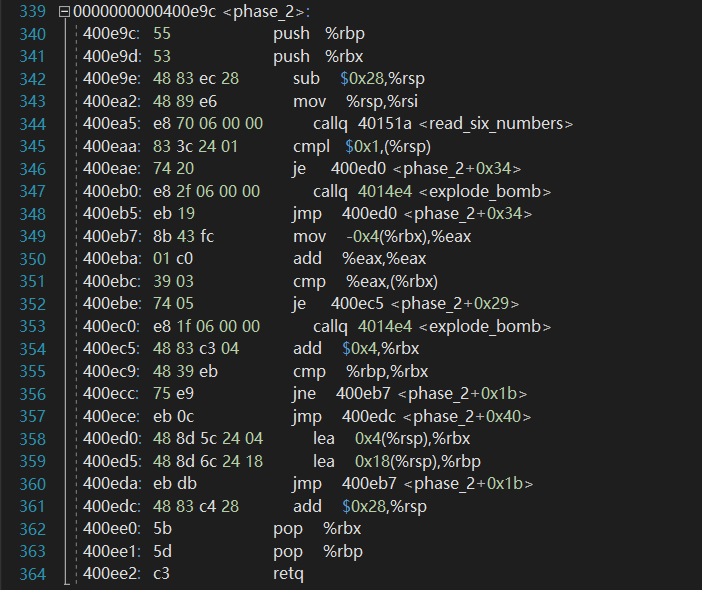 339 0000000000400e9c <phase_2>:
340 400e9c: 55 push %rbp
341 400e9d: 53 push %rbx
342 400e9e: 48 83 ec 28 sub $0x28,%rsp
343 400ea2: 48 89 e6 mov %rsp,%rsi
344 400ea5: e8 70 06 00 00 callq 40151a <read_six_numbers>
345 400eaa: 83 3c 24 01 cmpl $0x1,(%rsp)
346 400eae: 74 20 je 400ed0 <phase_2+0x34>
347 400eb0: e8 2f 06 00 00 callq 4014e4 <explode_bomb>
348 400eb5: eb 19 jmp 400ed0 <phase_2+0x34>
349 400eb7: 8b 43 fc mov -0x4(%rbx),%eax
350 400eba: 01 c0 add %eax,%eax
351 400ebc: 39 03 cmp %eax,(%rbx)
352 400ebe: 74 05 je 400ec5 <phase_2+0x29>
353 400ec0: e8 1f 06 00 00 callq 4014e4 <explode_bomb>
354 400ec5: 48 83 c3 04 add $0x4,%rbx
355 400ec9: 48 39 eb cmp %rbp,%rbx
356 400ecc: 75 e9 jne 400eb7 <phase_2+0x1b>
357 400ece: eb 0c jmp 400edc <phase_2+0x40>
358 400ed0: 48 8d 5c 24 04 lea 0x4(%rsp),%rbx
359 400ed5: 48 8d 6c 24 18 lea 0x18(%rsp),%rbp
360 400eda: eb db jmp 400eb7 <phase_2+0x1b>
361 400edc: 48 83 c4 28 add $0x28,%rsp
362 400ee0: 5b pop %rbx
363 400ee1: 5d pop %rbp
364 400ee2: c3 retq